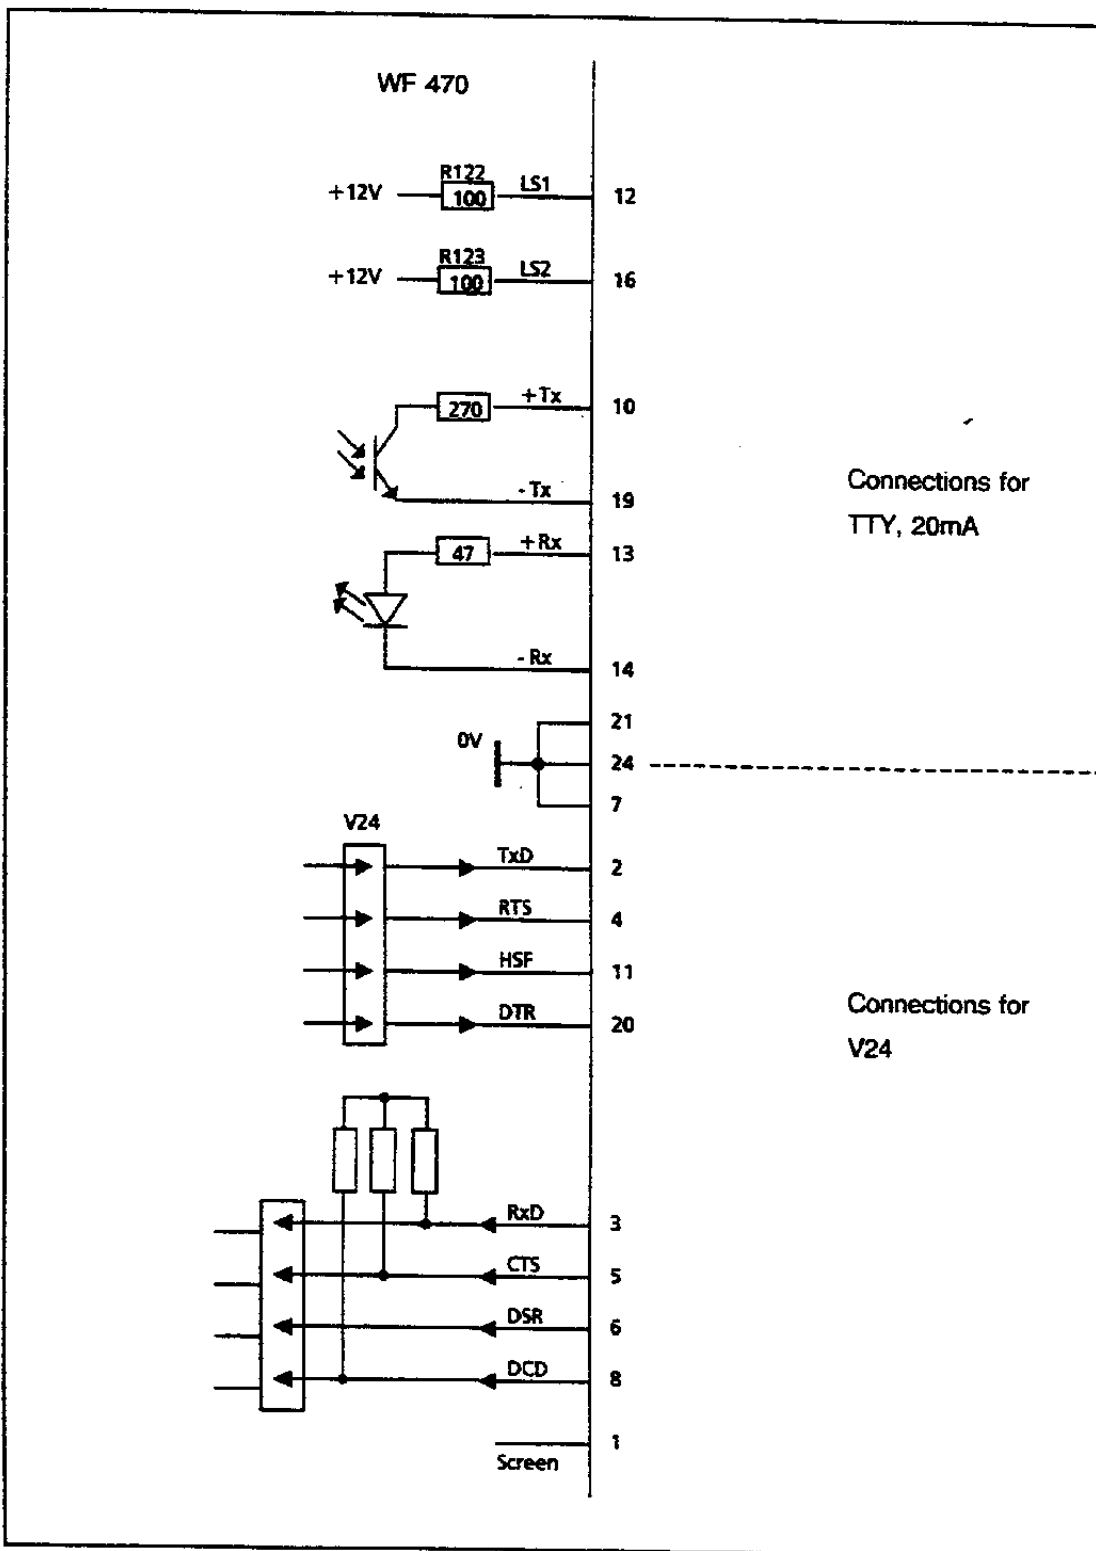 WF 470
R122
+12V 100 LS1 12
R123
+12V 100 LS2 16
270 +Tx 10
Connections for
- Tx 19
TTY, 20mA
47 +Rx 13
- Rx 14
21
0V 24
7
V24
TxD 2
RTS 4
HSF 11
Connections for
DTR 20
V24
RxD 3
CTS 5
DSR 6
DCD 8
1
Screen